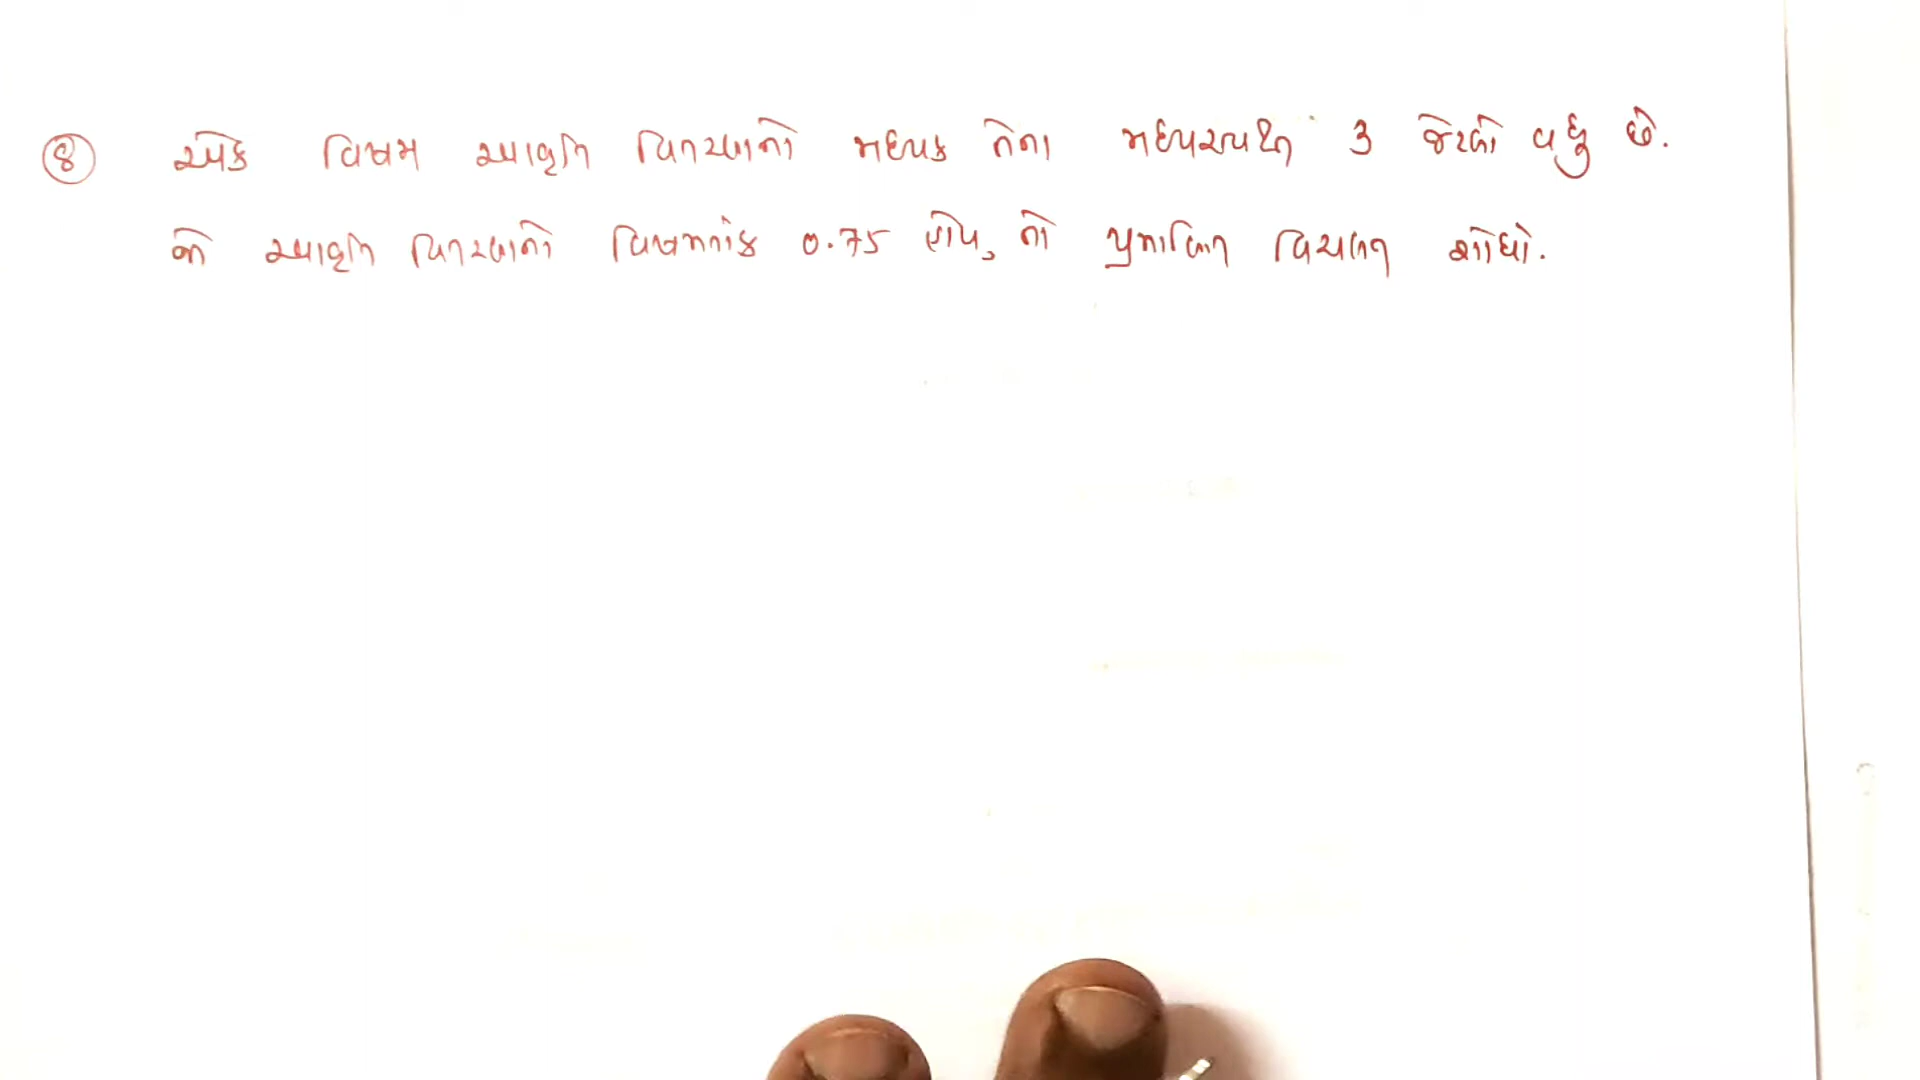 ⑧ એક વિષમ આવૃત્તિ વિતરણનો મધ્યક તેના મધ્યસ્થથી 3 જેટલો વધુ છે.
જો આવૃત્તિ વિતરણનો વિષમતાંક 0.75 હોય, તો પ્રમાણિત વિચલન શોધો.